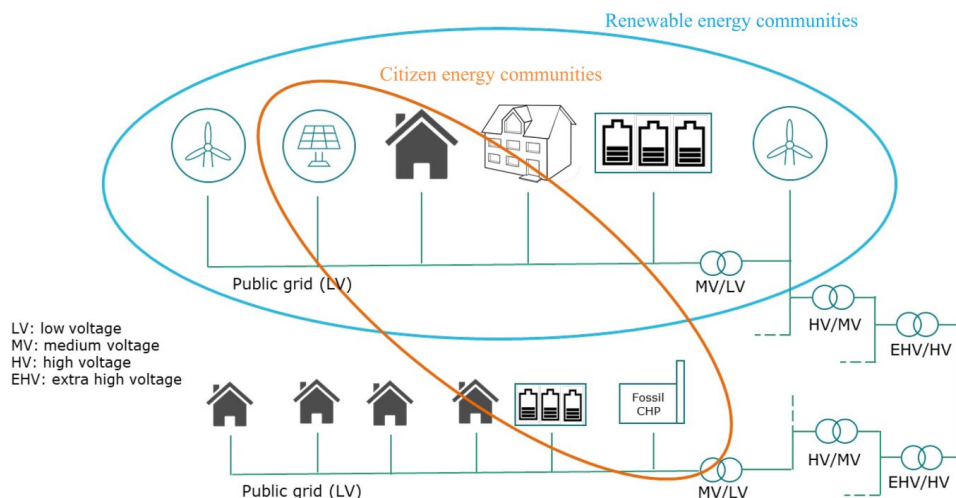 Renewable energy communities
Citizen energy communities
Public grid (LV)
MV/LV
HV/MV
EHV/HV
LV: low voltage
MV: medium voltage
HV: high voltage
EHV: extra high voltage
Fossil
CHP
HV/MV
EHV/HV
Public grid (LV)
MV/LV